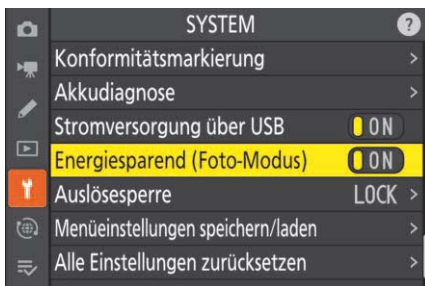 SYSTEM ?
Konformitätsmarkierung >
Akkudiagnose >
Stromversorgung über USB ON
Energiesparend (Foto-Modus) ON
Auslösesperre LOCK >
Menüeinstellungen speichern/laden >
Alle Einstellungen zurücksetzen >